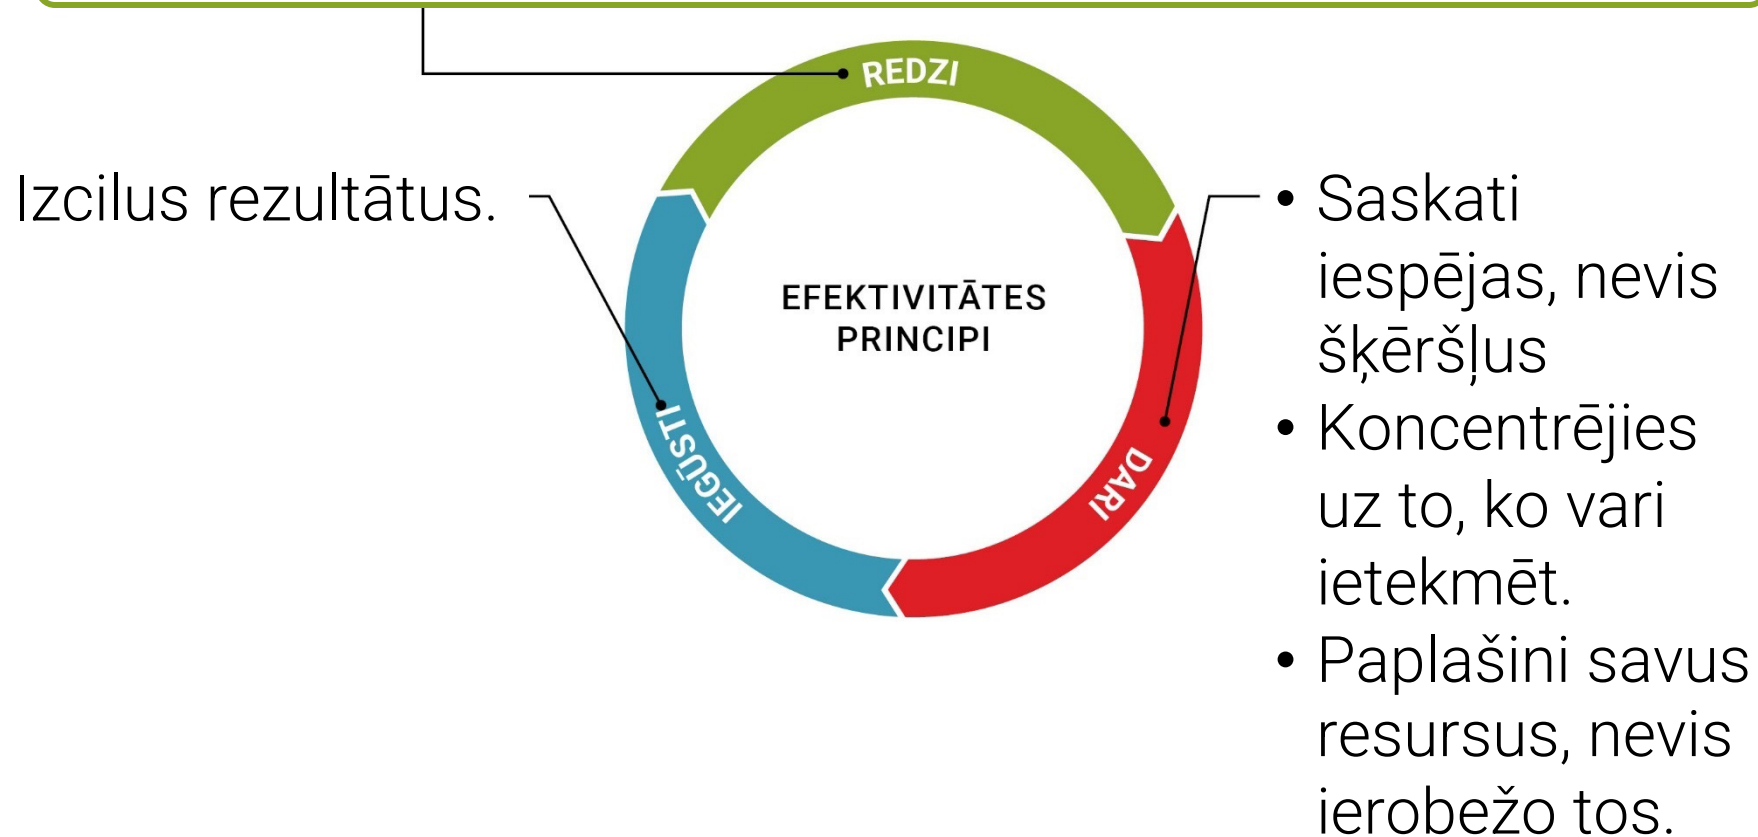 REDZI
Izcilus rezultātus.
EFEKTIVITĀTES
PRINCIPI
IEGŪSTI
DARI
• Saskati
iespējas, nevis
šķēršļus
• Koncentrējies
uz to, ko vari
ietekmēt.
• Paplašini savus
resursus, nevis
ierobežo tos.